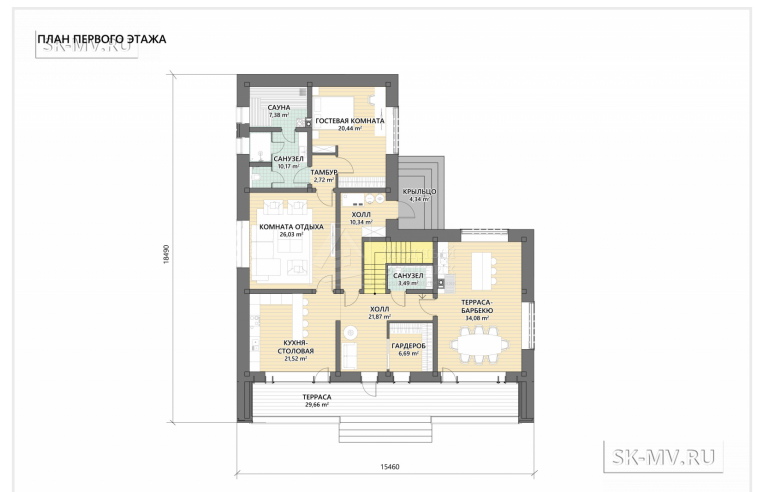 ПЛАН ПЕРВОГО ЭТАЖА
SK-MV.RU
САУНА
7,38 m²
ГОСТЕВАЯ КОМНАТА
20,44 m²
САНУЗЕЛ
10,17 m²
ТАМБУР
2,72 m²
КРЫЛЬЦО
4,34 m²
ХОЛЛ
10,34 m²
КОМНАТА ОТДЫХА
26,03 m²
18490
САНУЗЕЛ
3,49 m²
ТЕРРАСА-
БАРБЕКЮ
34,08 m²
ХОЛЛ
21,87 m²
КУХНЯ-
СТОЛОВАЯ
21,52 m²
ГАРДЕРОБ
6,69 m²
ТЕРРАСА
29,66 m²
15460
SK-MV.RU